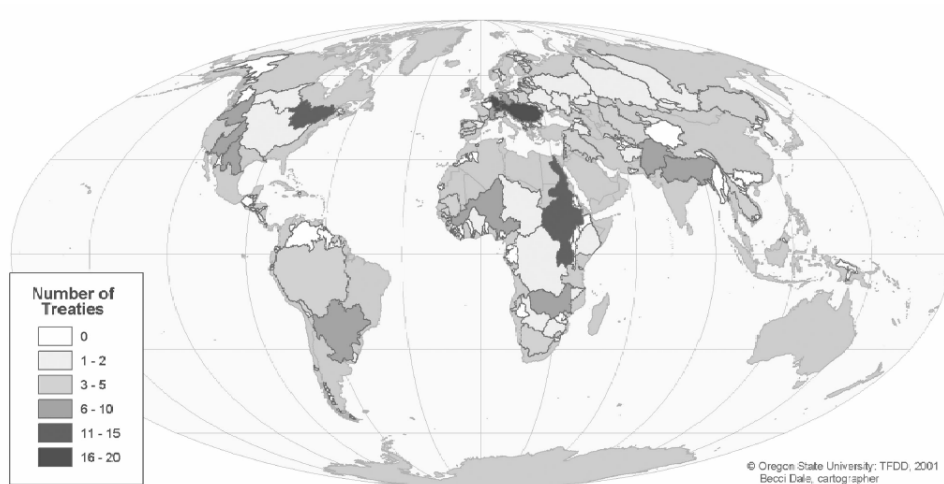 Number of
Treaties
0
1 - 2
3 - 5
6 - 10
11 - 15
16 - 20
© Oregon State University: TFDD, 2001
Becci Dale, cartographer